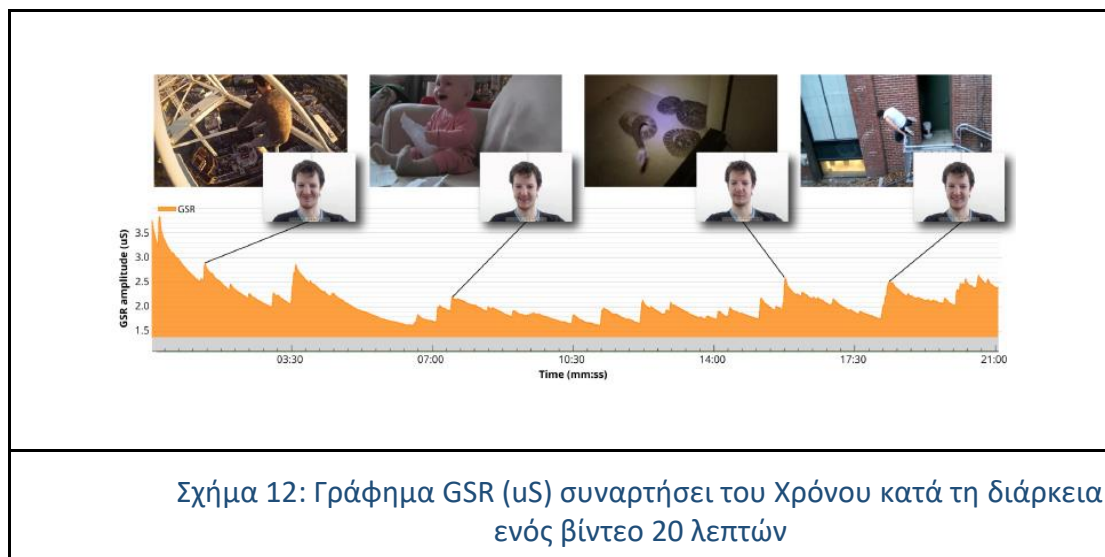 GSR
GSR amplitude (uS)
3.5
3.0
2.5
2.0
1.5
03:30 07:00 10:30 14:00 17:30 21:00
Time (mm:ss)
Σχήμα 12: Γράφημα GSR (uS) συναρτήσει του Χρόνου κατά τη διάρκεια
ενός βίντεο 20 λεπτών